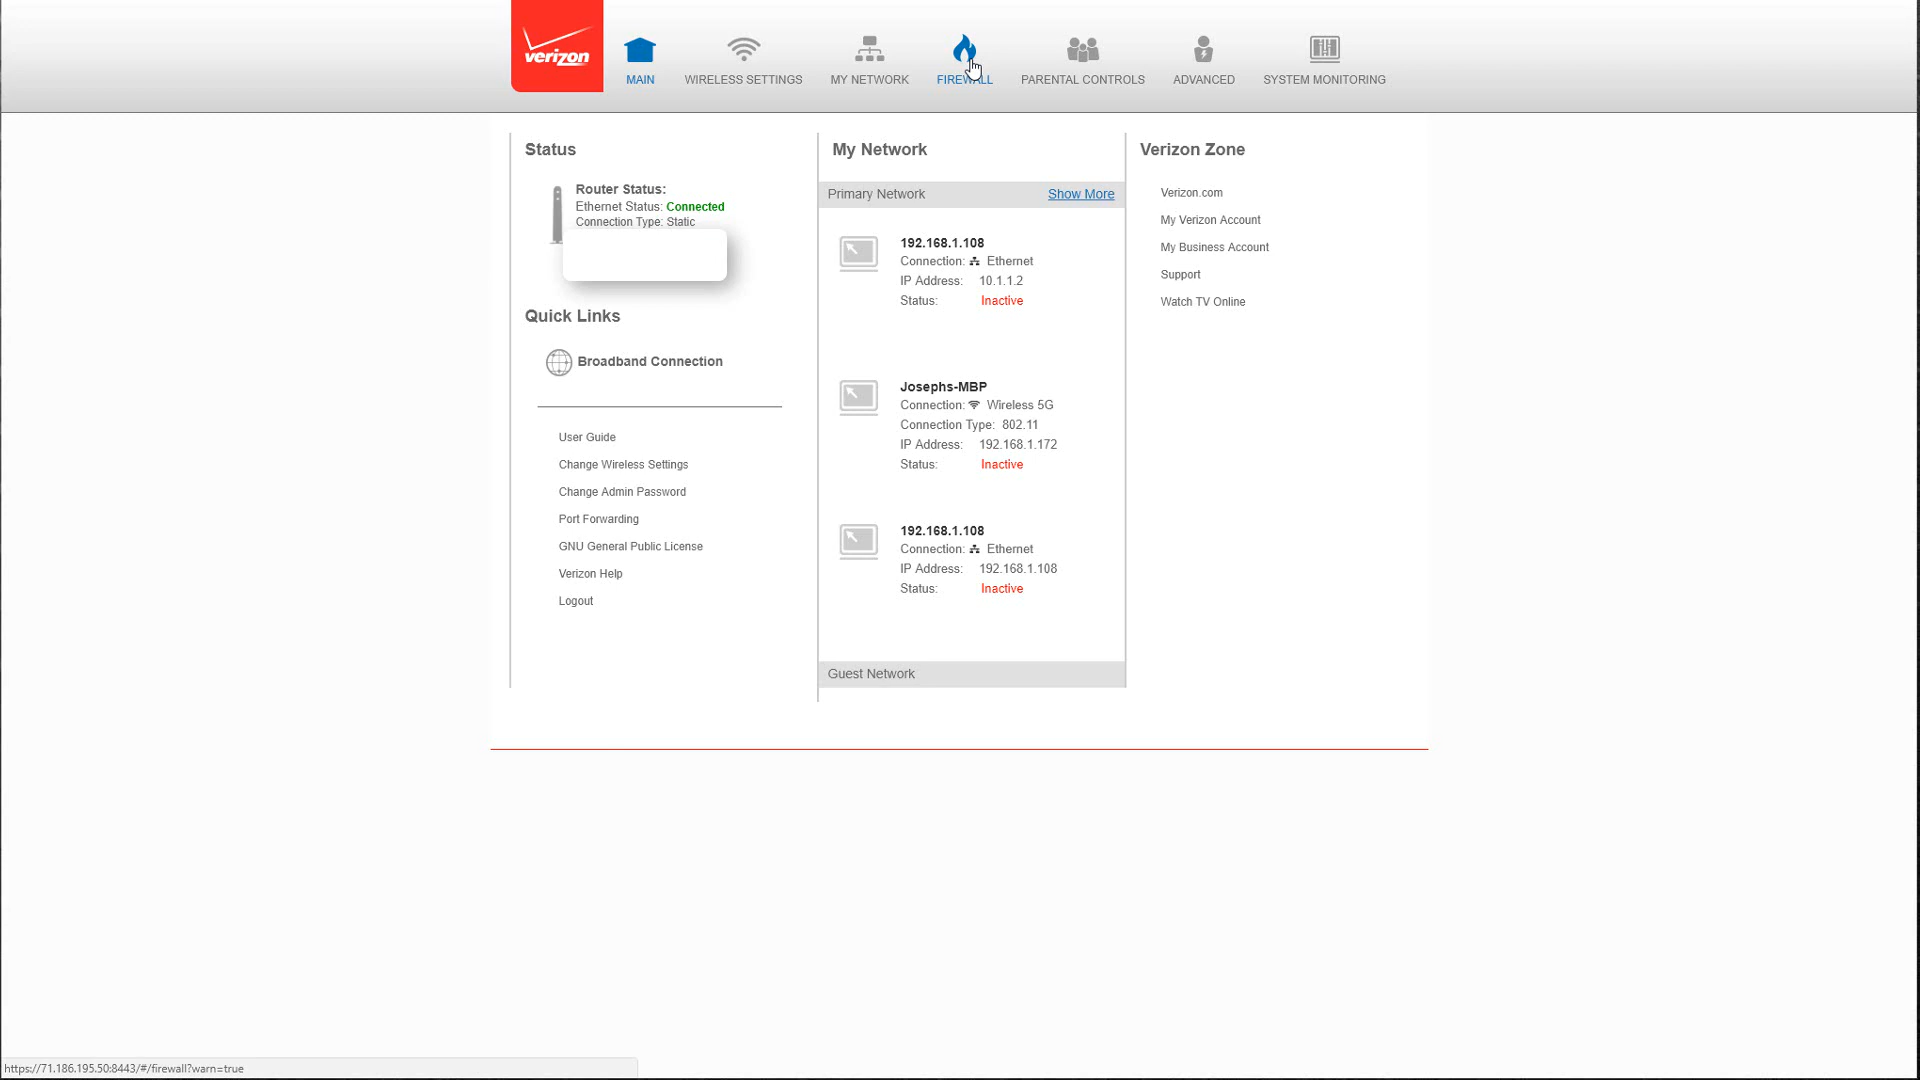 verizon
MAIN
WIRELESS SETTINGS
MY NETWORK
FIREWALL
PARENTAL CONTROLS
ADVANCED
SYSTEM MONITORING
Status
Router Status:
Ethernet Status: Connected
Connection Type: Static
Quick Links
Broadband Connection
User Guide
Change Wireless Settings
Change Admin Password
Port Forwarding
GNU General Public License
Verizon Help
Logout
My Network
Primary Network Show More
192.168.1.108
Connection: Ethernet
IP Address: 10.1.1.2
Status: Inactive
Josephs-MBP
Connection: Wireless 5G
Connection Type: 802.11
IP Address: 192.168.1.172
Status: Inactive
192.168.1.108
Connection: Ethernet
IP Address: 192.168.1.108
Status: Inactive
Guest Network
Verizon Zone
Verizon.com
My Verizon Account
My Business Account
Support
Watch TV Online
https://71.186.195.50:8443/#/firewall?warn=true